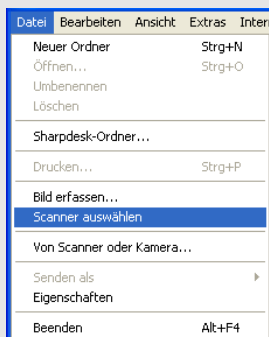 Datei Bearbeiten Ansicht Extras
Neuer Ordner Strg+N
Öffnen... Strg+O
Umbenennen
Löschen
Sharpdesk-Ordner...
Drucken... Strg+P
Bild erfassen...
Scanner auswählen
Von Scanner oder Kamera...
Senden als
Eigenschaften
Beenden Alt+F4